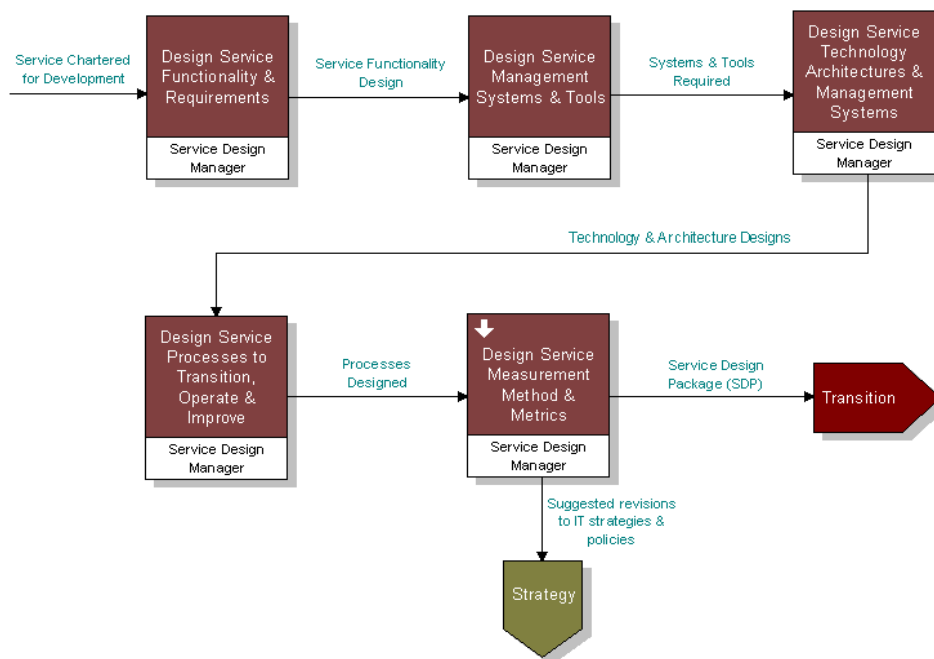 Service Chartered
for Development
Design Service
Functionality &
Requirements
Service Design
Manager
Service Functionality
Design
Design Service
Management
Systems & Tools
Service Design
Manager
Systems & Tools
Required
Design Service
Technology
Architectures &
Management
Systems
Service Design
Manager
Technology & Architecture Designs
Design Service
Processes to
Transition,
Operate &
Improve
Service Design
Manager
Processes
Designed
Design Service
Measurement
Method &
Metrics
Service Design
Manager
Service Design
Package (SDP)
Transition
Suggested revisions
to IT strategies &
policies
Strategy